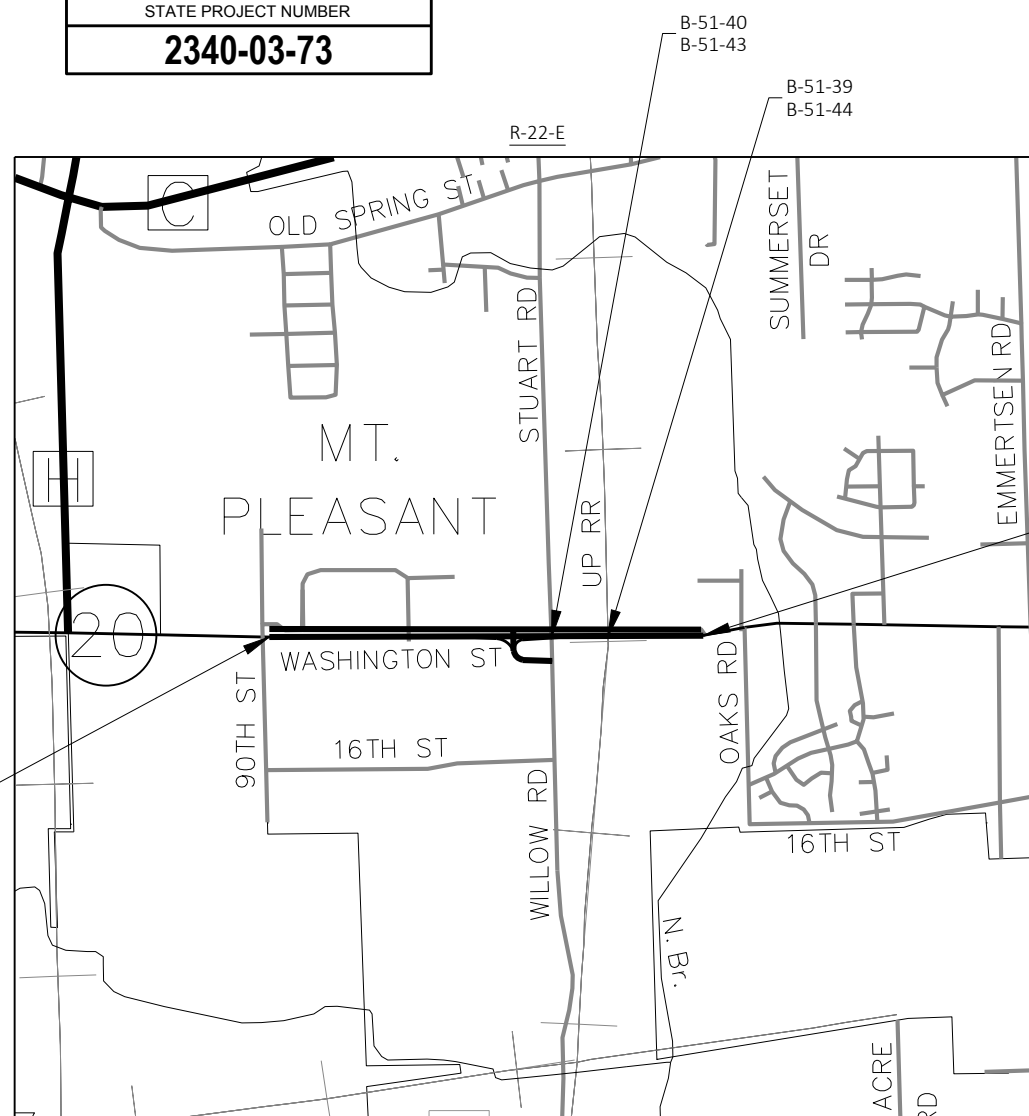 STATE PROJECT NUMBER
2340-03-73
B-51-40
B-51-43
B-51-39
B-51-44
R-22-E
C
OLD SPRING ST
SUMMERSET
DR
STUART RD
EMMERTSEN RD
MT.
PLEASANT
H
UP RR
20
WASHINGTON ST
OAKS RD
90TH ST
16TH ST
WILLOW RD
16TH ST
N. Br.
ACRE
RD